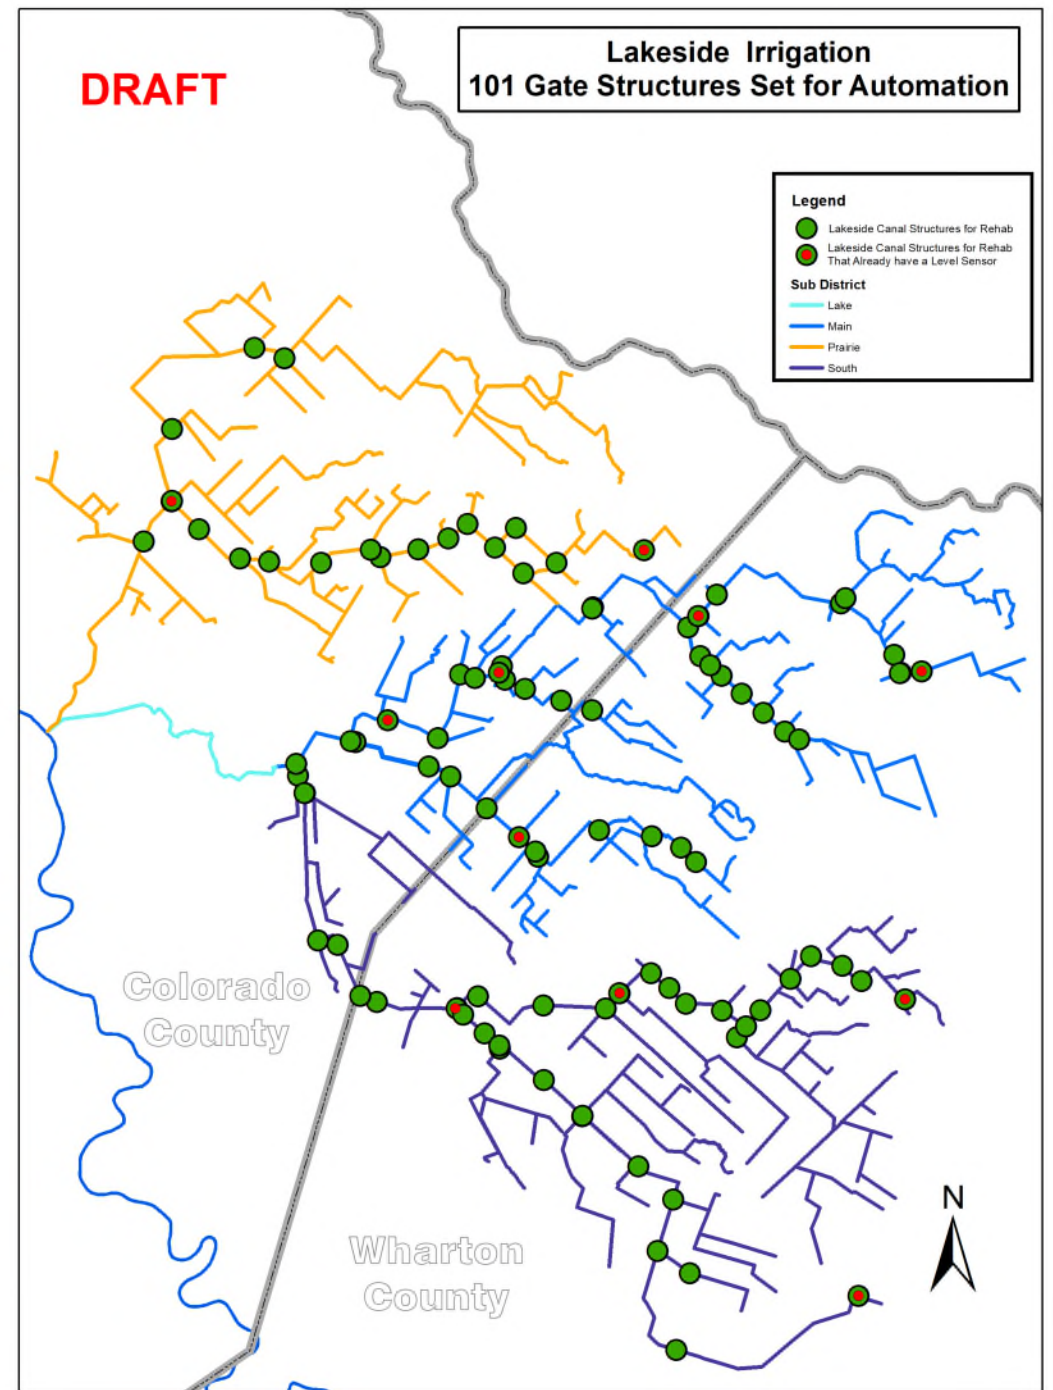 DRAFT
Lakeside Irrigation
101 Gate Structures Set for Automation
Legend
Lakeside Canal Structures for Rehab
Lakeside Canal Structures for Rehab
That Already have a Level Sensor
Sub District
Lake
Main
Prairie
South
Colorado
County
Wharton
County
N